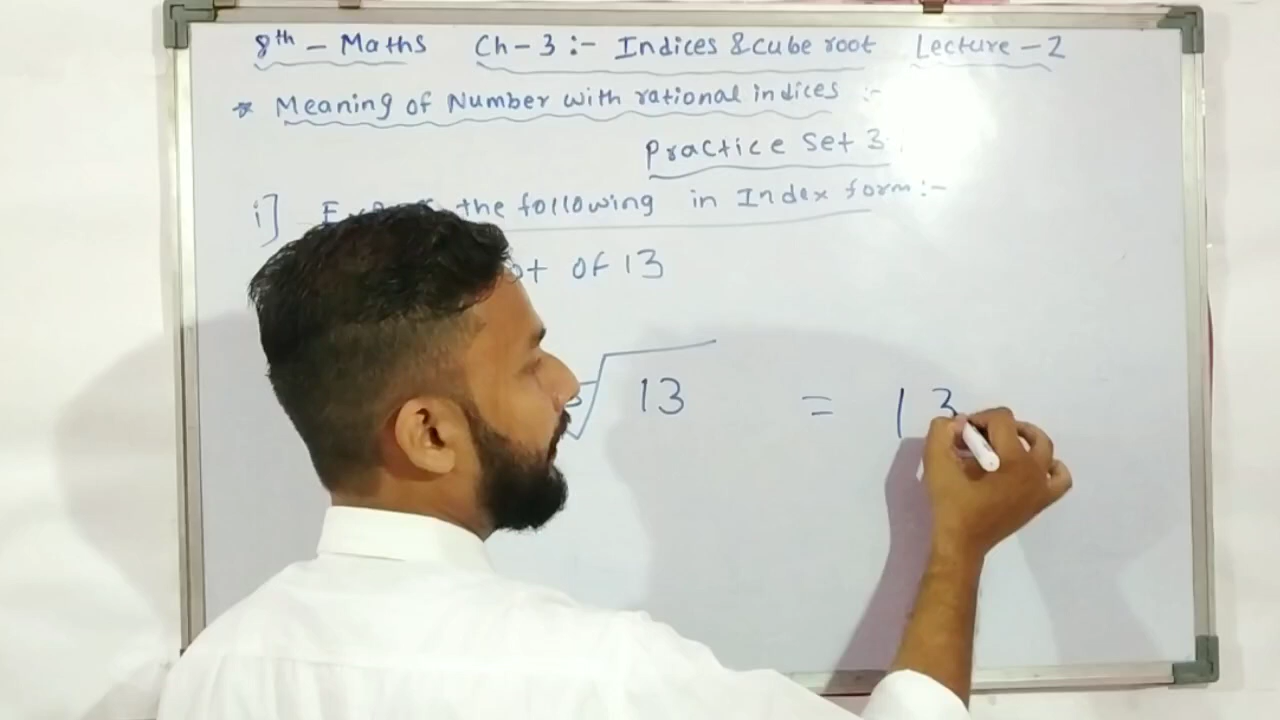 8th - Maths Ch-3 :- Indices & cube root Lecture - 2
* Meaning of Number with rational indices :-
Practice Set 3
i] the following in Index form :-
of 13
√13 = 13